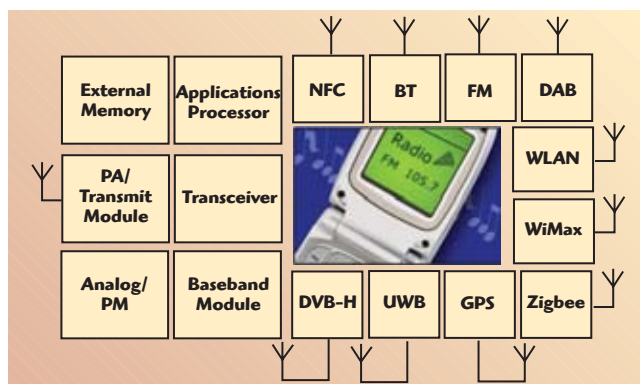 External
Memory
Applications
Processor
NFC
BT
FM
DAB
PA/
Transmit
Module
Transceiver
Radio
FM 105.7
WLAN
WiMax
Analog/
PM
Baseband
Module
DVB-H
UWB
GPS
Zigbee